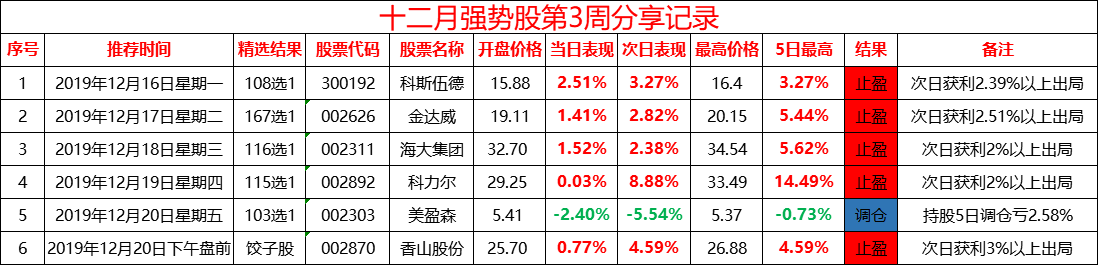 十二月强势股第3周分享记录
序号 推荐时间 精选结果 股票代码 股票名称 开盘价格 当日表现 次日表现 最高价格 5日最高 结果 备注
1 2019年12月16日星期一 108选1 300192 科斯伍德 15.88 2.51% 3.27% 16.4 3.27% 止盈 次日获利2.39%以上出局
2 2019年12月17日星期二 167选1 002626 金达威 19.11 1.41% 2.82% 20.15 5.44% 止盈 次日获利2.51%以上出局
3 2019年12月18日星期三 116选1 002311 海大集团 32.70 1.52% 2.38% 34.54 5.62% 止盈 次日获利2%以上出局
4 2019年12月19日星期四 115选1 002892 科力尔 29.25 0.03% 8.88% 33.49 14.49% 止盈 次日获利2%以上出局
5 2019年12月20日星期五 103选1 002303 美盈森 5.41 -2.40% -5.54% 5.37 -0.73% 调仓 持股5日调仓亏2.58%
6 2019年12月20日下午盘前 饺子股 002870 香山股份 25.70 0.77% 4.59% 26.88 4.59% 止盈 次日获利3%以上出局